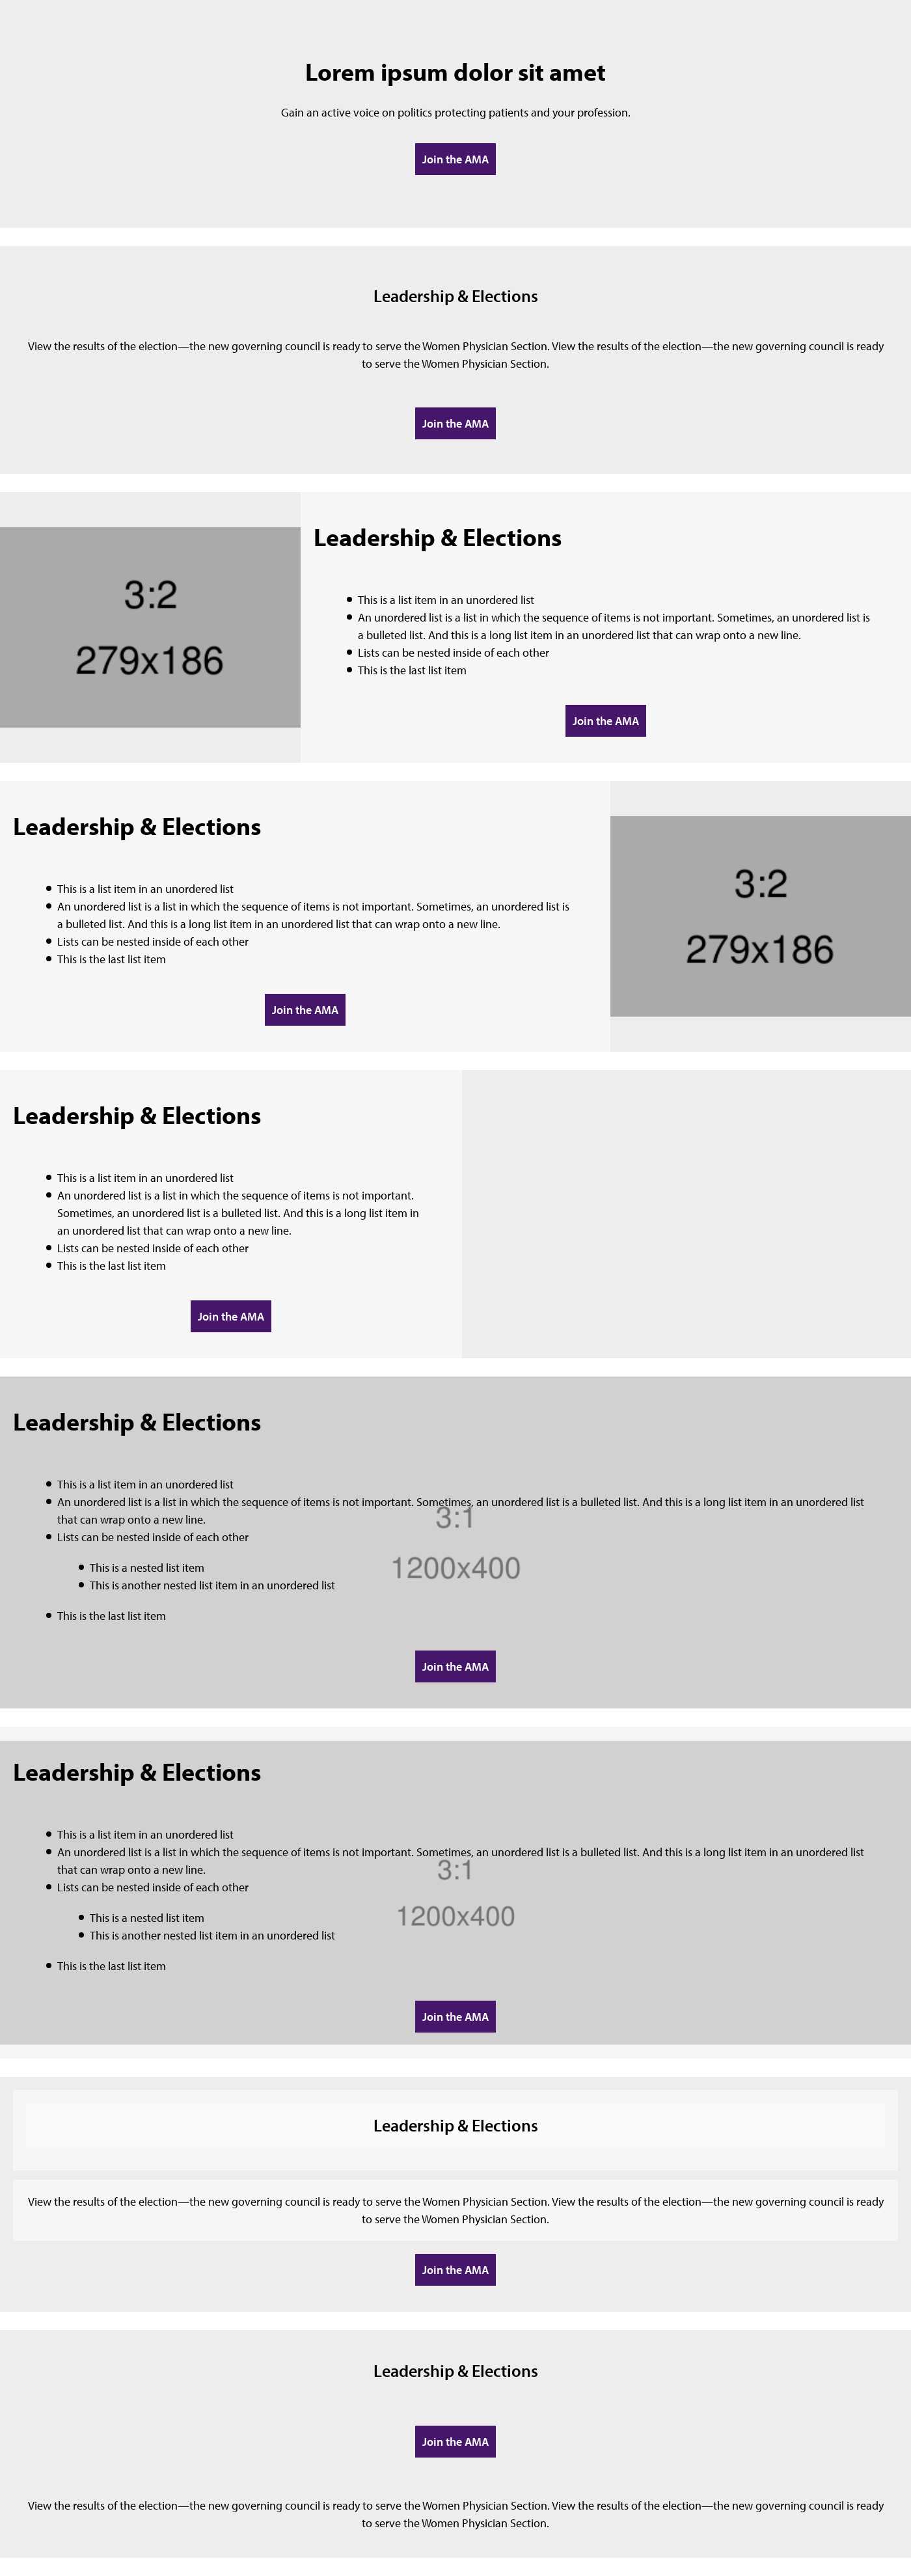 Lorem ipsum dolor sit amet
Gain an active voice on politics protecting patients and your profession.
Join the AMA
Leadership & Elections
View the results of the election—the new governing council is ready to serve the Women Physician Section. View the results of the election—the new governing council is ready
to serve the Women Physician Section.
Join the AMA
3:2
279x186
Leadership & Elections
This is a list item in an unordered list
An unordered list is a list in which the sequence of items is not important. Sometimes, an unordered list is
a bulleted list. And this is a long list item in an unordered list that can wrap onto a new line.
Lists can be nested inside of each other
This is the last list item
Join the AMA
Leadership & Elections
This is a list item in an unordered list
An unordered list is a list in which the sequence of items is not important. Sometimes, an unordered list is
a bulleted list. And this is a long list item in an unordered list that can wrap onto a new line.
Lists can be nested inside of each other
This is the last list item
Join the AMA
3:2
279x186
Leadership & Elections
This is a list item in an unordered list
An unordered list is a list in which the sequence of items is not important.
Sometimes, an unordered list is a bulleted list. And this is a long list item in
an unordered list that can wrap onto a new line.
Lists can be nested inside of each other
This is the last list item
Join the AMA
Leadership & Elections
This is a list item in an unordered list
An unordered list is a list in which the sequence of items is not important. Sometimes, an unordered list is a bulleted list. And this is a long list item in an unordered list
that can wrap onto a new line.
3:1
Lists can be nested inside of each other
This is a nested list item
1200x400
This is another nested list item in an unordered list
This is the last list item
Join the AMA
Leadership & Elections
This is a list item in an unordered list
An unordered list is a list in which the sequence of items is not important. Sometimes, an unordered list is a bulleted list. And this is a long list item in an unordered list
that can wrap onto a new line.
3:1
Lists can be nested inside of each other
This is a nested list item
1200x400
This is another nested list item in an unordered list
This is the last list item
Join the AMA
Leadership & Elections
View the results of the election—the new governing council is ready to serve the Women Physician Section. View the results of the election—the new governing council is ready
to serve the Women Physician Section.
Join the AMA
Leadership & Elections
Join the AMA
View the results of the election—the new governing council is ready to serve the Women Physician Section. View the results of the election—the new governing council is ready
to serve the Women Physician Section.